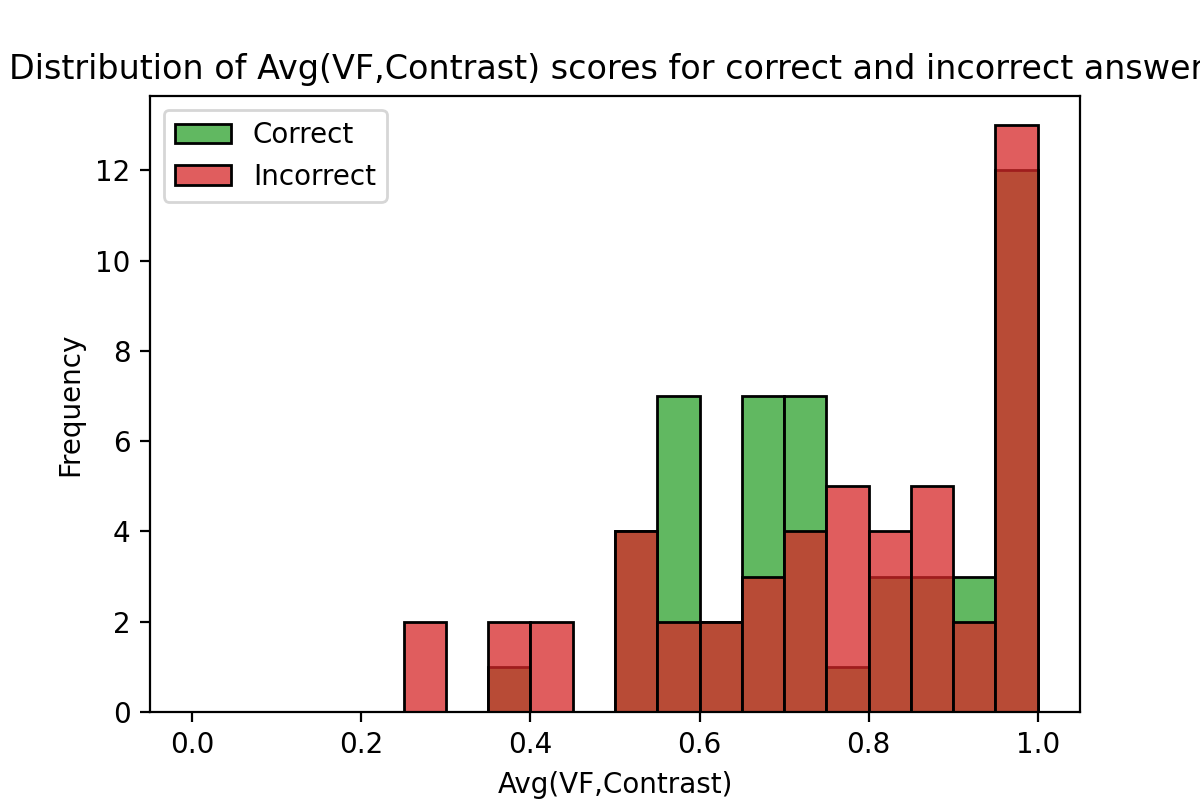 Distribution of Avg(VF,Contrast) scores for correct and incorrect answer
Correct
Incorrect
12
10
8
6
4
2
0
Frequency
0.0 0.2 0.4 0.6 0.8 1.0
Avg(VF,Contrast)